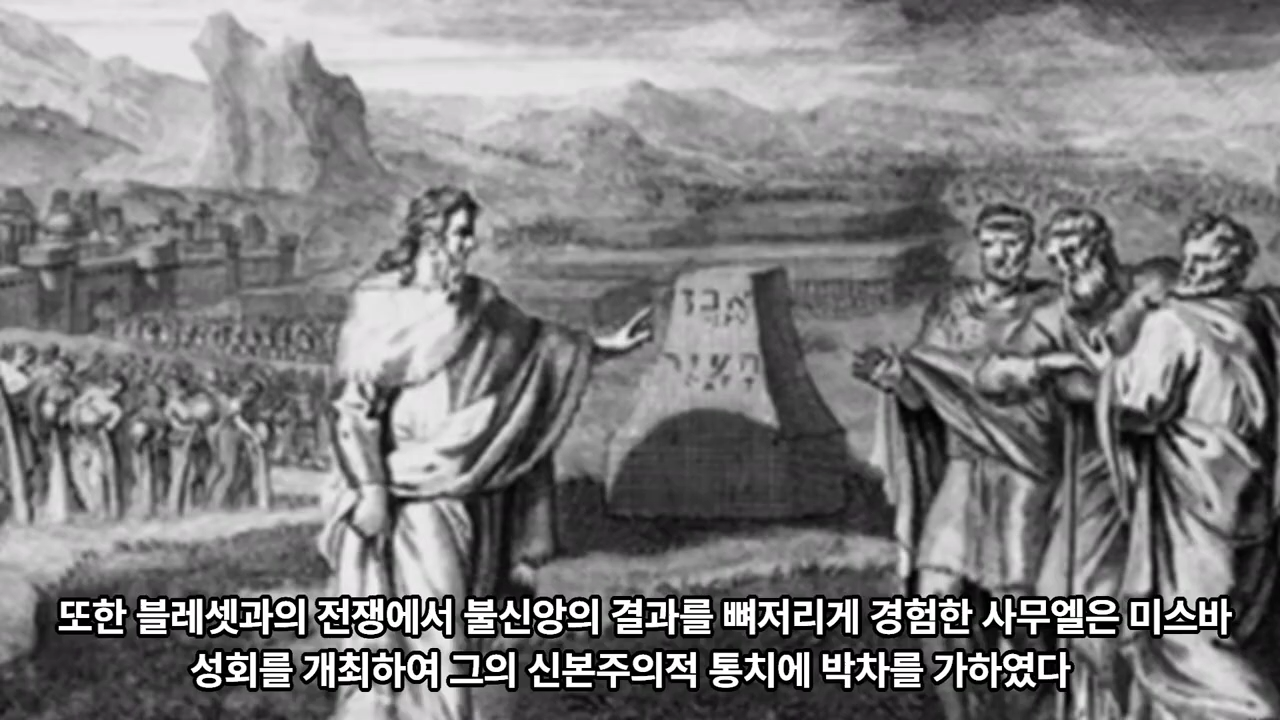 אבן
העזר
또한 블레셋과의 전쟁에서 불신앙의 결과를 뼈저리게 경험한 사무엘은 미스바
성회를 개최하여 그의 신본주의적 통치에 박차를 가하였다